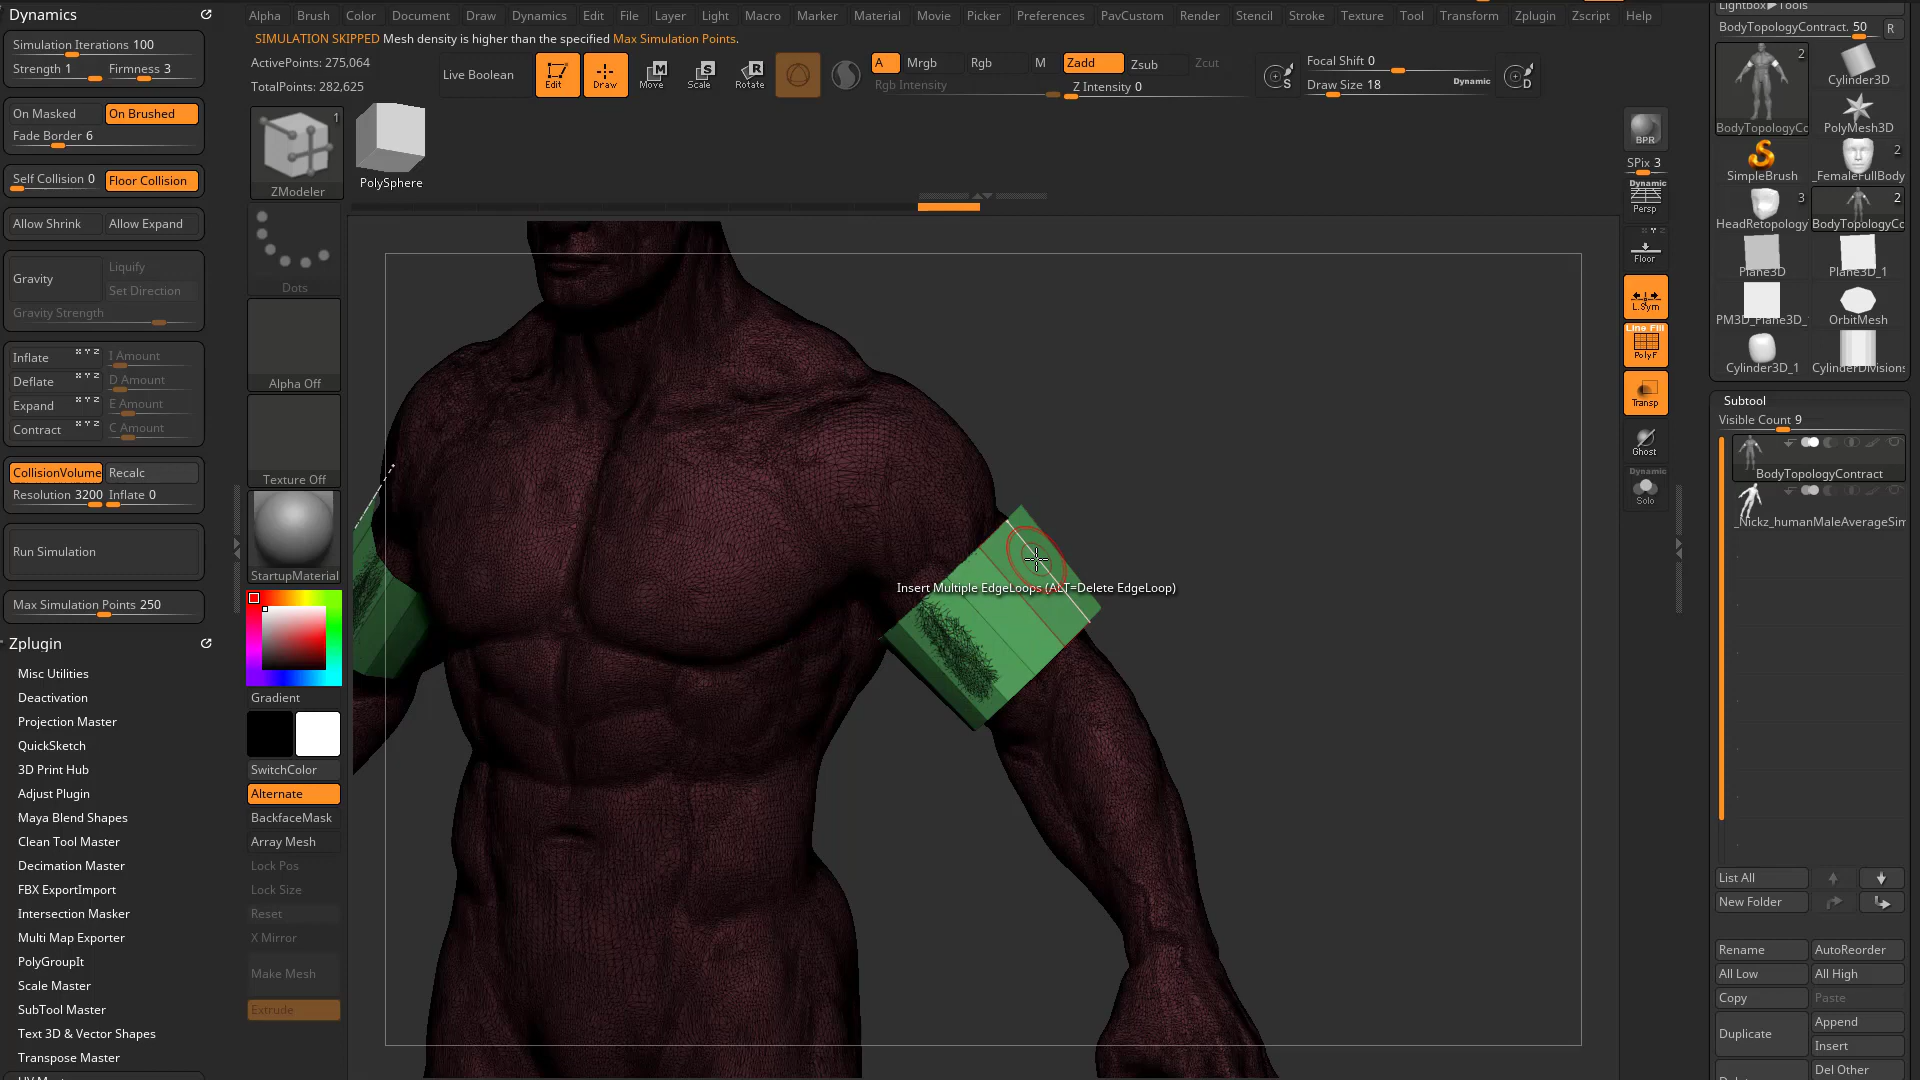 Dynamics
Simulation Iterations 100
Strength 1
Firmness 3
On Masked
On Brushed
Fade Border 6
Self Collision 0
Floor Collision
Allow Shrink
Allow Expand
Gravity
Liquify
Set Direction
Gravity Strength
Inflate
X Y Z
I Amount
Deflate
X Y Z
D Amount
Expand
X Y Z
E Amount
Contract
X Y Z
C Amount
CollisionVolume
Recalc
Resolution 3200
Inflate 0
Run Simulation
Max Simulation Points 250
Zplugin
Misc Utilities
Deactivation
Projection Master
QuickSketch
3D Print Hub
Adjust Plugin
Maya Blend Shapes
Clean Tool Master
Decimation Master
FBX ExportImport
Intersection Masker
Multi Map Exporter
PolyGroupIt
Scale Master
SubTool Master
Text 3D & Vector Shapes
Transpose Master
Alpha
Brush
Color
Document
Draw
Dynamics
Edit
File
Layer
Light
Macro
Marker
Material
Movie
Picker
Preferences
PavCustom
Render
Stencil
Stroke
Texture
Tool
Transform
Zplugin
Zscript
Help
SIMULATION SKIPPED Mesh density is higher than the specified Max Simulation Points.
ActivePoints: 275,064
TotalPoints: 282,625
Live Boolean
Edit
Draw
Move
Scale
Rotate
A
Mrgb
Rgb
M
Zadd
Zsub
Zcut
Rgb Intensity
Z Intensity 0
Focal Shift 0
Draw Size 18
Dynamic
S
D
1
ZModeler
PolySphere
Dots
Alpha Off
Texture Off
StartupMaterial
Gradient
SwitchColor
Alternate
BackfaceMask
Array Mesh
Lock Pos
Lock Size
Reset
X Mirror
Make Mesh
Extrude
Insert Multiple EdgeLoops (ALT=Delete EdgeLoop)
BPR
SPix 3
Dynamic
Persp
Floor
L.Sym
Line Fill
PolyF
Transp
Ghost
Dynamic
Solo
Lightbox▶Tools
BodyTopologyContract. 50
R
2
BodyTopologyCo
Cylinder3D
PolyMesh3D
SimpleBrush
2
_FemaleFullBody
3
HeadRetopology
2
BodyTopologyCo
Plane3D
Plane3D_1
PM3D_Plane3D_
OrbitMesh
Cylinder3D_1
CylinderDivisions
Subtool
Visible Count 9
BodyTopologyContract
_Nickz_humanMaleAverageSim
List All
New Folder
Rename
AutoReorder
All Low
All High
Copy
Paste
Duplicate
Append
Insert
Del Other